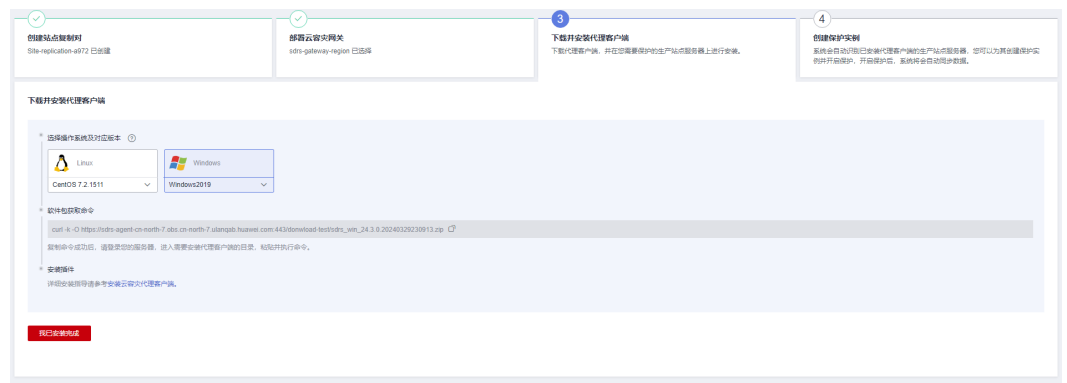 创建站点复制对
Site-replication-a972 已创建
部署云容灾网关
sdrs-gateway-region 已选择
3
下载并安装代理客户端
下载代理客户端，并在您需要保护的生产站点服务器上进行安装。
4
创建保护实例
系统会自动识别已安装代理客户端的生产站点服务器，您可以为其创建保护实
例并开启保护，开启保护后，系统将会自动同步数据。
下载并安装代理客户端
* 选择操作系统及对应版本 ?
Linux
Windows
CentOS 7.2.1511
Windows2019
* 软件包获取命令
curl -k -O https://sdrs-agent-cn-north-7.obs.cn-north-7.ulanqab.huawei.com:443/donwload-test/sdrs_win_24.3.0.20240329230913.zip
复制命令成功后，请登录您的服务器，进入需要安装代理客户端的目录，粘贴并执行命令。
* 安装插件
详细安装指导请参考安装云容灾代理客户端。
我已安装完成